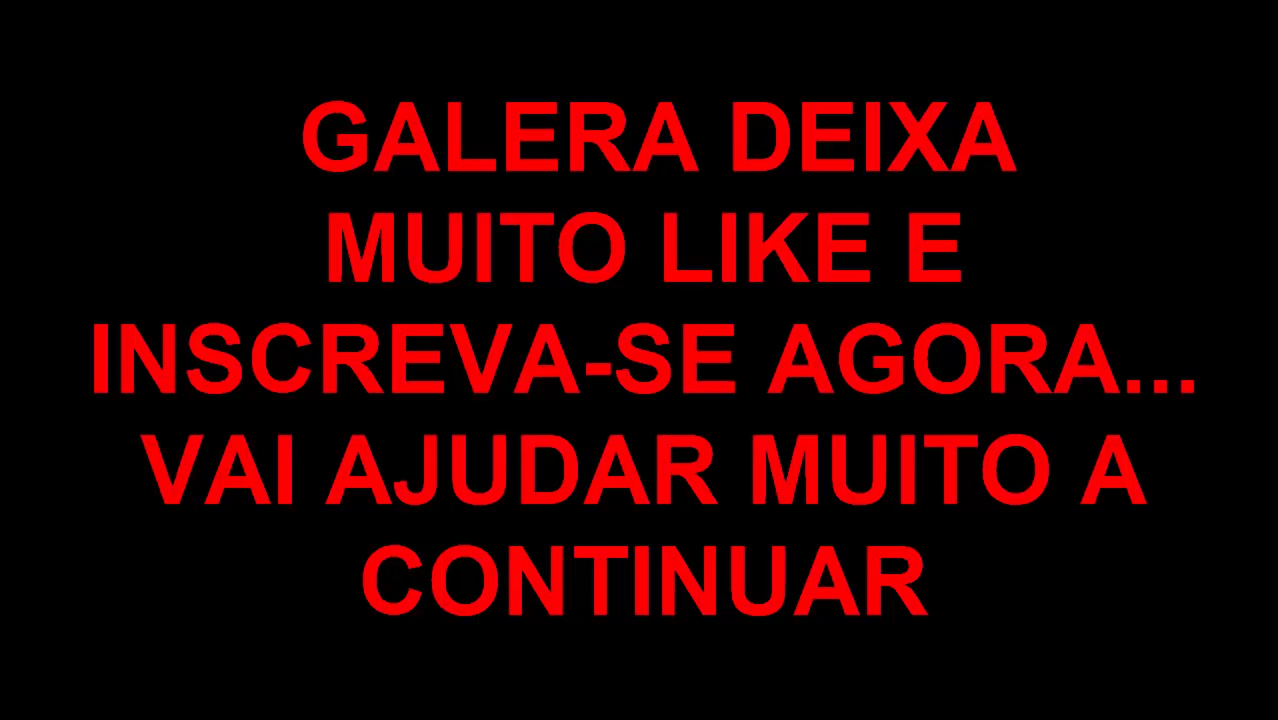 GALERA DEIXA
MUITO LIKE E
INSCREVA-SE AGORA...
VAI AJUDAR MUITO A
CONTINUAR